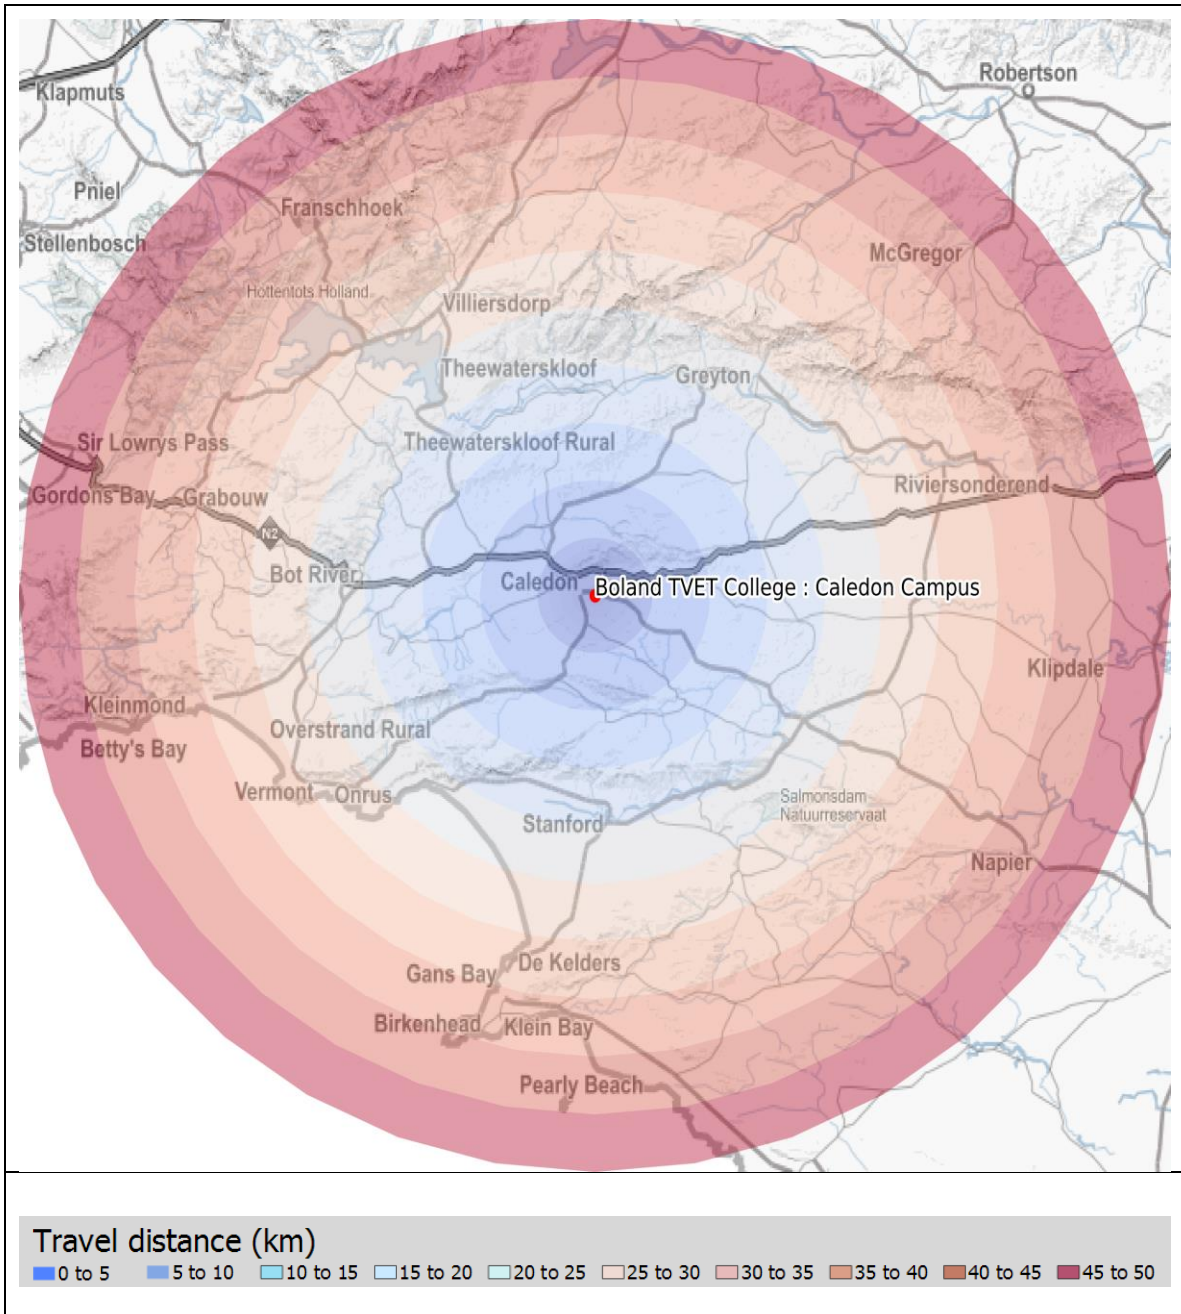 Robertson
Klapmuts
Pniel
Franschhoek
Stellenbosch
McGregor
Hottentots Holland
Villiersdorp
Theewaterskloof
Greyton
Sir Lowrys Pass
Theewaterskloof Rural
Gordons Bay
Grabouw
Riviersonderend
N2
Bot River
Caledon
Boland TVET College : Caledon Campus
Klipdale
Kleinmond
Overstrand Rural
Betty's Bay
Vermont
Onrus
Salmonsdam
Natuurreservaat
Stanford
Napier
De Kelders
Gans Bay
Birkenhead
Klein Bay
Pearly Beach
Travel distance (km)
0 to 5 5 to 10 10 to 15 15 to 20 20 to 25 25 to 30 30 to 35 35 to 40 40 to 45 45 to 50